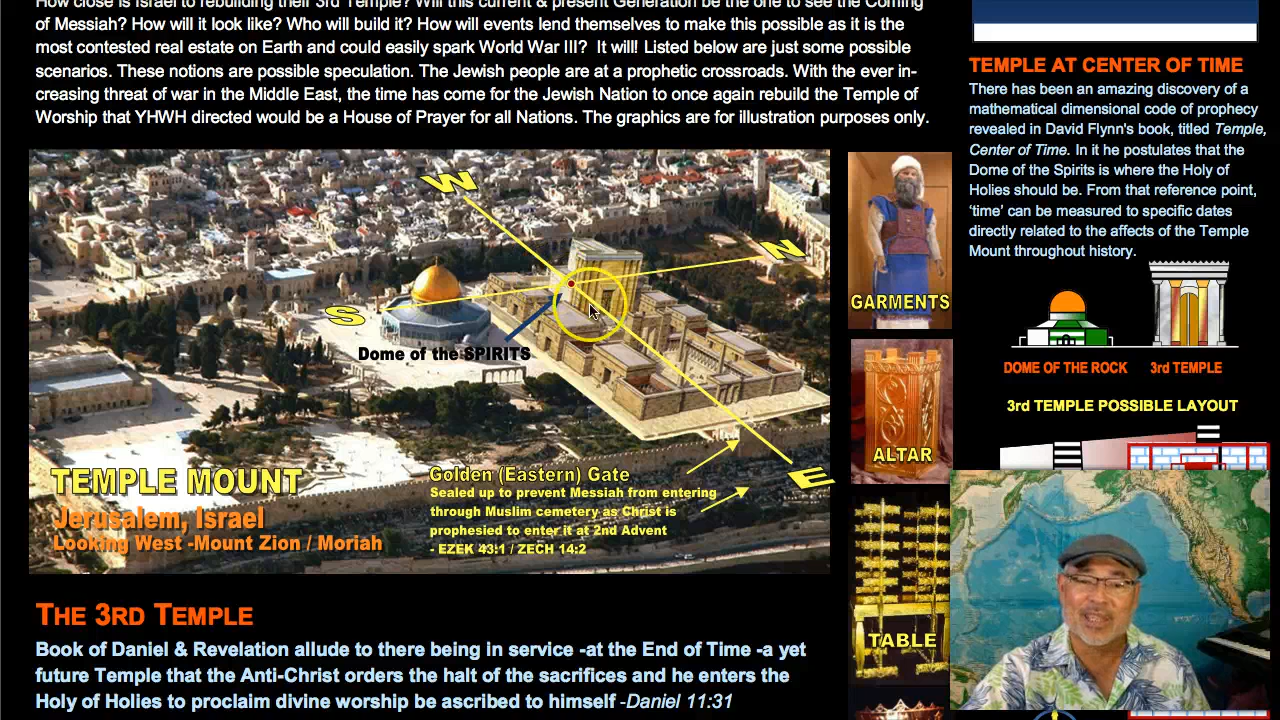 How close is Israel to rebuilding their 3rd Temple? Will this current & present Generation be the one to see the Coming
of Messiah? How will it look like? Who will build it? How will events lend themselves to make this possible as it is the
most contested real estate on Earth and could easily spark World War III?  It will! Listed below are just some possible
scenarios. These notions are possible speculation. The Jewish people are at a prophetic crossroads. With the ever in-
creasing threat of war in the Middle East, the time has come for the Jewish Nation to once again rebuild the Temple of
Worship that YHWH directed would be a House of Prayer for all Nations. The graphics are for illustration purposes only.
W
N
S
E
Dome of the SPIRITS
TEMPLE MOUNT
Jerusalem, Israel
Looking West -Mount Zion / Moriah
Golden (Eastern) Gate
Sealed up to prevent Messiah from entering
through Muslim cemetery as Christ is
prophesied to enter it at 2nd Advent
- EZEK 43:1 / ZECH 14:2
THE 3RD TEMPLE
Book of Daniel & Revelation allude to there being in service -at the End of Time -a yet
future Temple that the Anti-Christ orders the halt of the sacrifices and he enters the
Holy of Holies to proclaim divine worship be ascribed to himself -Daniel 11:31
GARMENTS
ALTAR
TABLE
TEMPLE AT CENTER OF TIME
There has been an amazing discovery of a
mathematical dimensional code of prophecy
revealed in David Flynn's book, titled Temple,
Center of Time. In it he postulates that the
Dome of the Spirits is where the Holy of
Holies should be. From that reference point,
‘time’ can be measured to specific dates
directly related to the affects of the Temple
Mount throughout history.
DOME OF THE ROCK
3rd TEMPLE
3rd TEMPLE POSSIBLE LAYOUT